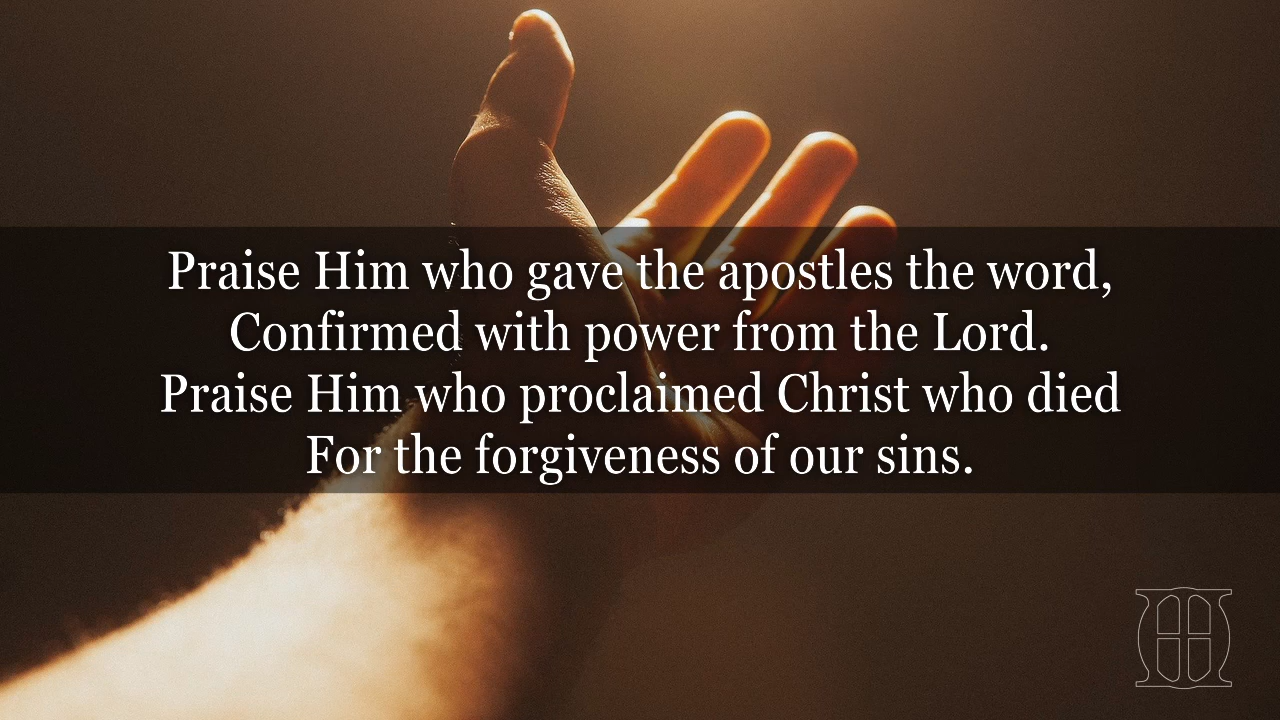 Praise Him who gave the apostles the word,
Confirmed with power from the Lord.
Praise Him who proclaimed Christ who died
For the forgiveness of our sins.